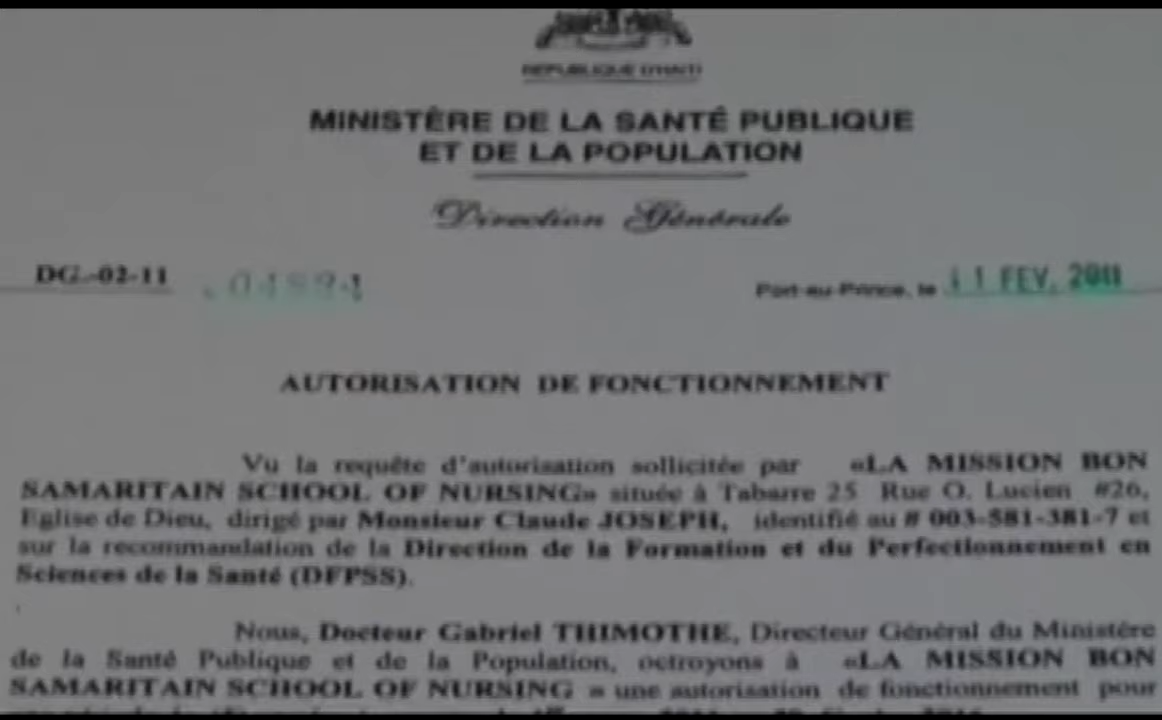 REPUBLIQUE D'HAITI
MINISTÈRE DE LA SANTÉ PUBLIQUE
ET DE LA POPULATION
Direction Générale
DG.-02-11
Port-au-Prince, le 11 FEV. 2011
AUTORISATION DE FONCTIONNEMENT
Vu la requête d'autorisation sollicitée par «LA MISSION BON
SAMARITAIN SCHOOL OF NURSING» située à Tabarre 25 Rue O. Lucien #26,
Eglise de Dieu, dirigé par Monsieur Claude JOSEPH, identifié au # 003-581-381-7 et
sur la recommandation de la Direction de la Formation et du Perfectionnement en
Sciences de la Santé (DFPSS).
Nous, Docteur Gabriel THIMOTHE, Directeur Général du Ministère
de la Santé Publique et de la Population, octroyons à «LA MISSION BON
SAMARITAIN SCHOOL OF NURSING » une autorisation de fonctionnement pour